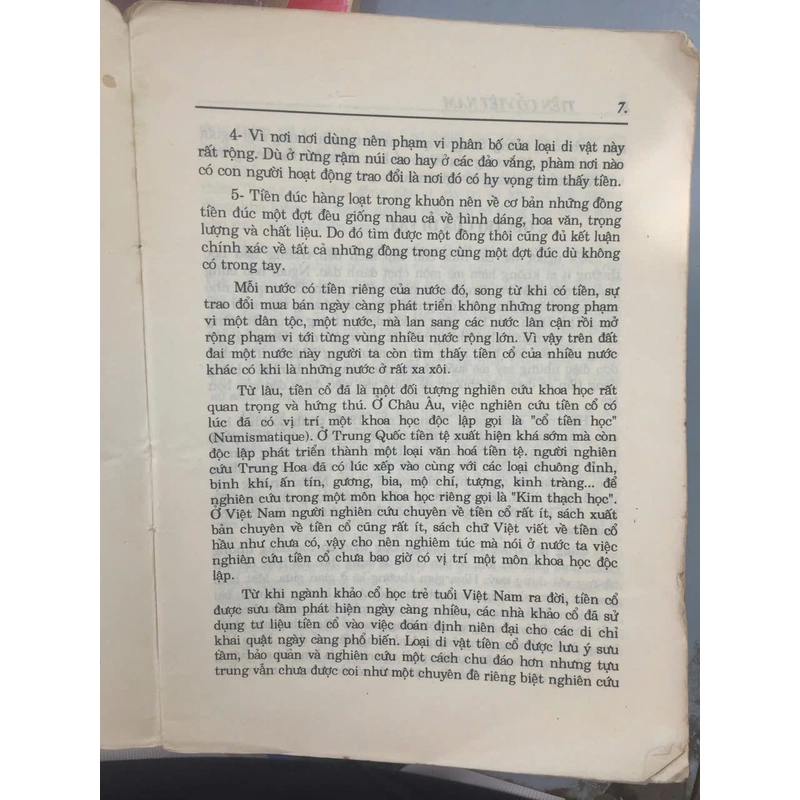 7.
4- Vì nơi nơi dùng nên phạm vi phân bố của loại di vật này
rất rộng. Dù ở rừng rậm núi cao hay ở các đảo vắng, phàm nơi nào
có con người hoạt động trao đổi là nơi đó có hy vọng tìm thấy tiền.
5- Tiền đúc hàng loạt trong khuôn nên về cơ bản những đồng
tiền đúc một đợt đều giống nhau cả về hình dáng, hoa văn, trọng
lượng và chất liệu. Do đó tìm được một đồng thôi cũng đủ kết luận
chính xác về tất cả những đồng trong cùng một đợt đúc dù không
có trong tay.
Mỗi nước có tiền riêng của nước đó, song từ khi có tiền, sự
trao đổi mua bán ngày càng phát triển không những trong phạm
vi một dân tộc, một nước, mà lan sang các nước lân cận rồi mở
rộng phạm vi tới từng vùng nhiều nước rộng lớn. Vì vậy trên đất
đai một nước này người ta còn tìm thấy tiền cổ của nhiều nước
khác có khi là những nước ở rất xa xôi.
Từ lâu, tiền cổ đã là một đối tượng nghiên cứu khoa học rất
quan trọng và hứng thú. Ở Châu Âu, việc nghiên cứu tiền cổ có
lúc đã có vị trí một khoa học độc lập gọi là "cổ tiền học"
(Numismatique). Ở Trung Quốc tiền tệ xuất hiện khá sớm mà còn
độc lập phát triển thành một loại văn hoá tiền tệ. người nghiên
cứu Trung Hoa đã có lúc xếp vào cùng với các loại chuông đỉnh,
binh khí, ấn tín, gương, bia, mộ chí, tượng, kinh tràng... để
nghiên cứu trong một môn khoa học riêng gọi là "Kim thạch học".
Ở Việt Nam người nghiên cứu chuyên về tiền cổ rất ít, sách xuất
bản chuyên về tiền cổ cũng rất ít, sách chữ Việt viết về tiền cổ
hầu như chưa có, vậy cho nên nghiêm túc mà nói ở nước ta việc
nghiên cứu tiền cổ chưa bao giờ có vị trí một môn khoa học độc
lập.
Từ khi ngành khảo cổ học trẻ tuổi Việt Nam ra đời, tiền cổ
được sưu tầm phát hiện ngày càng nhiều, các nhà khảo cổ đã sử
dụng tư liệu tiền cổ vào việc đoán định niên đại cho các di chỉ
khai quật ngày càng phổ biến. Loại di vật tiền cổ được lưu ý sưu
tầm, bảo quản và nghiên cứu một cách chu đáo hơn nhưng tựu
trung vẫn chưa được coi như một chuyên đề riêng biệt nghiên cứu